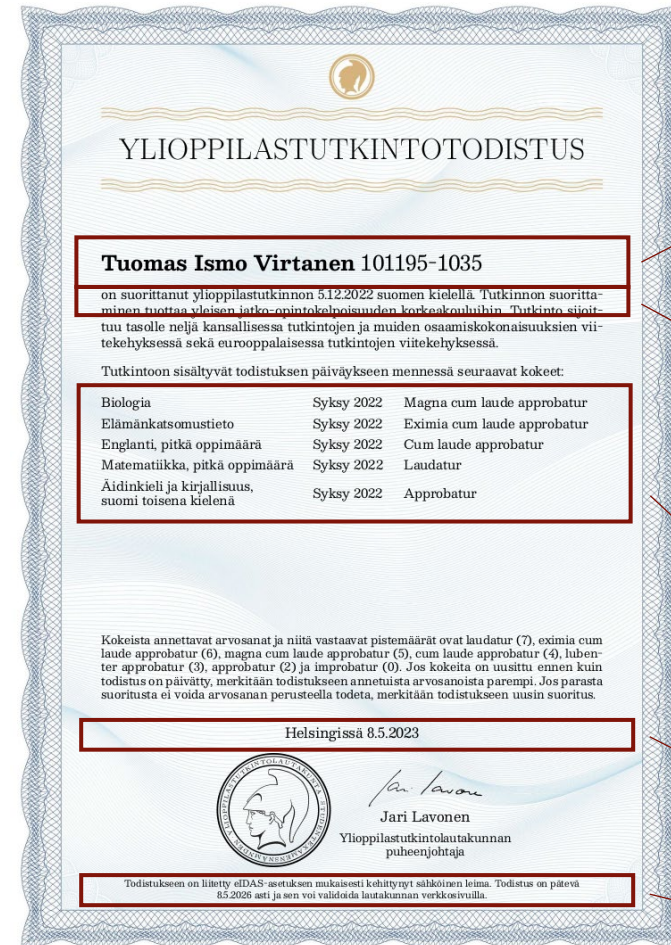 YLIOPPILASTUTKINTOTODISTUS
Tuomas Ismo Virtanen 101195-1035
on suorittanut ylioppilastutkinnon 5.12.2022 suomen kielellä. Tutkinnon suoritta-
minen tuottaa yleisen jatko-opintokelpoisuuden korkeakouluihin. Tutkinto sijoit-
tuu tasolle neljä kansallisessa tutkintojen ja muiden osaamiskokonaisuuksien vii-
tekehyksessä sekä eurooppalaisessa tutkintojen viitekehyksessä.
Tutkintoon sisältyvät todistuksen päiväykseen mennessä seuraavat kokeet:
Biologia Syksy 2022 Magna cum laude approbatur
Elämänkatsomustieto Syksy 2022 Eximia cum laude approbatur
Englanti, pitkä oppimäärä Syksy 2022 Cum laude approbatur
Matematiikka, pitkä oppimäärä Syksy 2022 Laudatur
Äidinkieli ja kirjallisuus,
suomi toisena kielenä Syksy 2022 Approbatur
Kokeista annettavat arvosanat ja niitä vastaavat pistemäärät ovat laudatur (7), eximia cum
laude approbatur (6), magna cum laude approbatur (5), cum laude approbatur (4), luben-
ter approbatur (3), approbatur (2) ja improbatur (0). Jos kokeita on uusittu ennen kuin
todistus on päivätty, merkitään todistukseen annetuista arvosanoista parempi. Jos parasta
suoritusta ei voida arvosanan perusteella todeta, merkitään todistukseen uusin suoritus.
Helsingissä 8.5.2023
YLIOPPILASTUTKINTOLAUTAKUNTA STUDENTEXAMENSNÄMNDEN
Jari Lavonen
Jari Lavonen
Ylioppilastutkintolautakunnan
puheenjohtaja
Todistukseen on liitetty eIDAS-asetuksen mukaisesti kehittynyt sähköinen leima. Todistus on pätevä
8.5.2026 asti ja sen voi validoida lautakunnan verkkosivuilla.